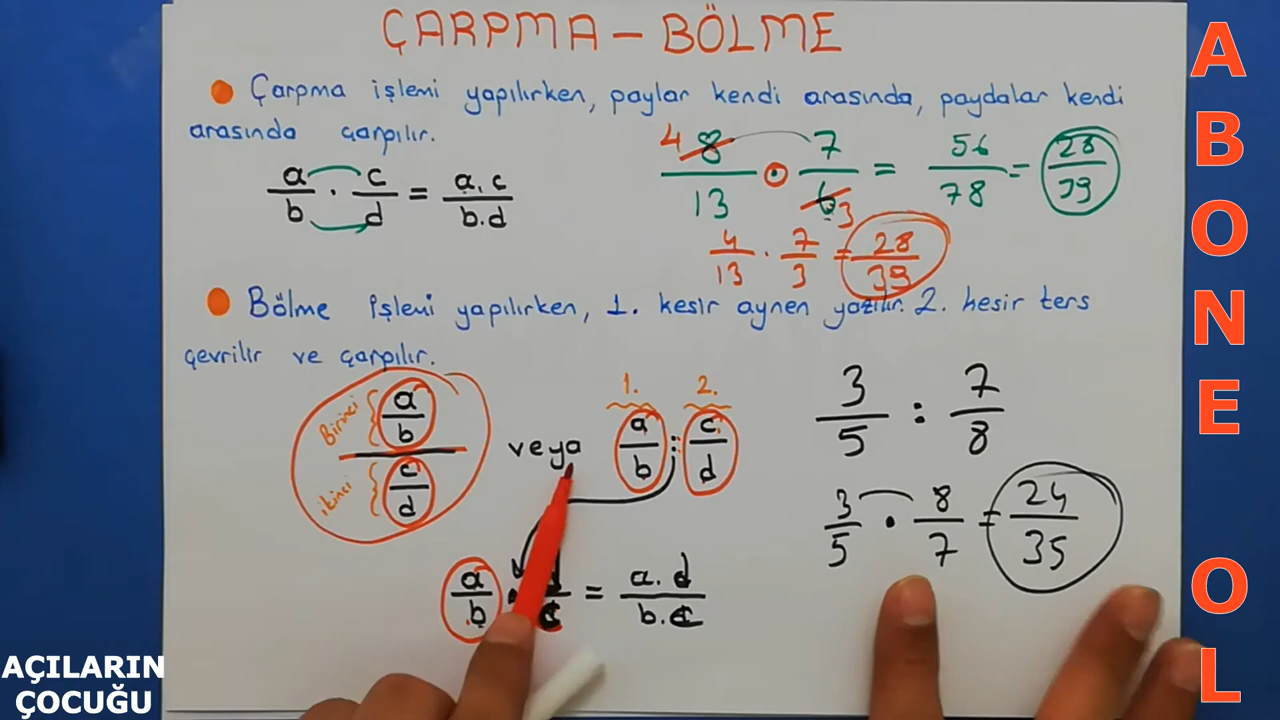 ÇARPMA – BÖLME
Çarpma işlemi yapılırken, paylar kendi arasında, paydalar kendi
arasında çarpılır.
a/b . c/d = a.c/b.d
4 8/13 . 7/6 3 = 56/78 = 28/39
4/13 . 7/3 = 28/39
Bölme işlemi yapılırken, 1. kesir aynen yazılır. 2. kesir ters
çevrilir ve çarpılır.
Birinci a/b
ikinci c/d
veya
1. 2.
a/b : c/d
a/b . d/c = a.d/b.c
3/5 : 7/8
3/5 . 8/7 = 24/35
ABONE OL
AÇILARIN
ÇOCUĞU